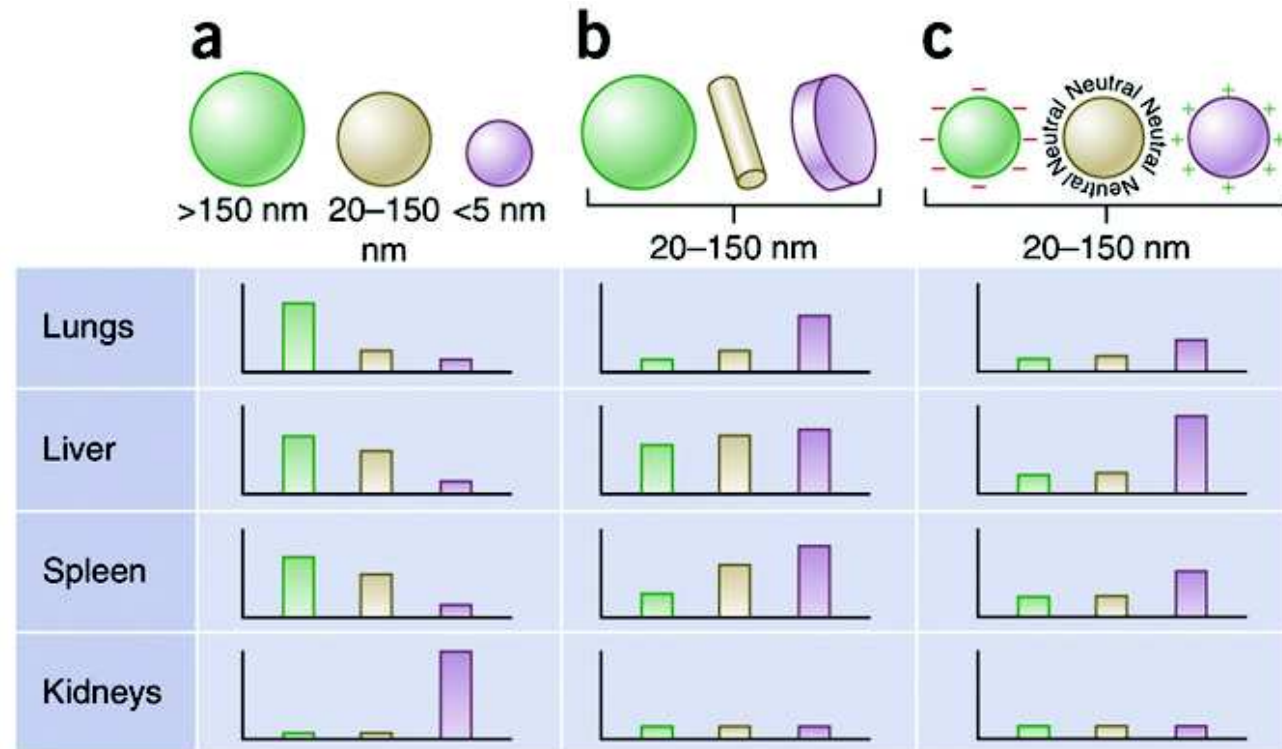 a
b
c
>150 nm
20–150
nm
<5 nm
20–150 nm
Neutral Neutral Neutral Neutral
20–150 nm
Lungs
Liver
Spleen
Kidneys